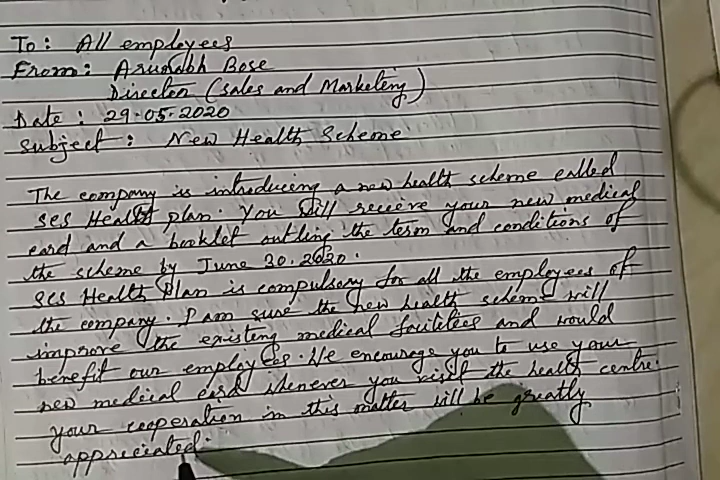 To : All employees
From : Arunabh Bose
Director (sales and Marketing)
Date : 29.05.2020
Subject : New Health Scheme
The company is introducing a new health scheme called
SCS Health plan. You will receive your new medical
card and a booklet outling the term and conditions of
the scheme by June 30.2020.
SCS Health Plan is compulsory for all the employees of
the company. I am sure the new health scheme will
improve the existing medical facilities and would
benefit our employees. We encourage you to use your
new medical card whenever you visit the health centre.
your cooperation in this matter will be greatly
appreciated.